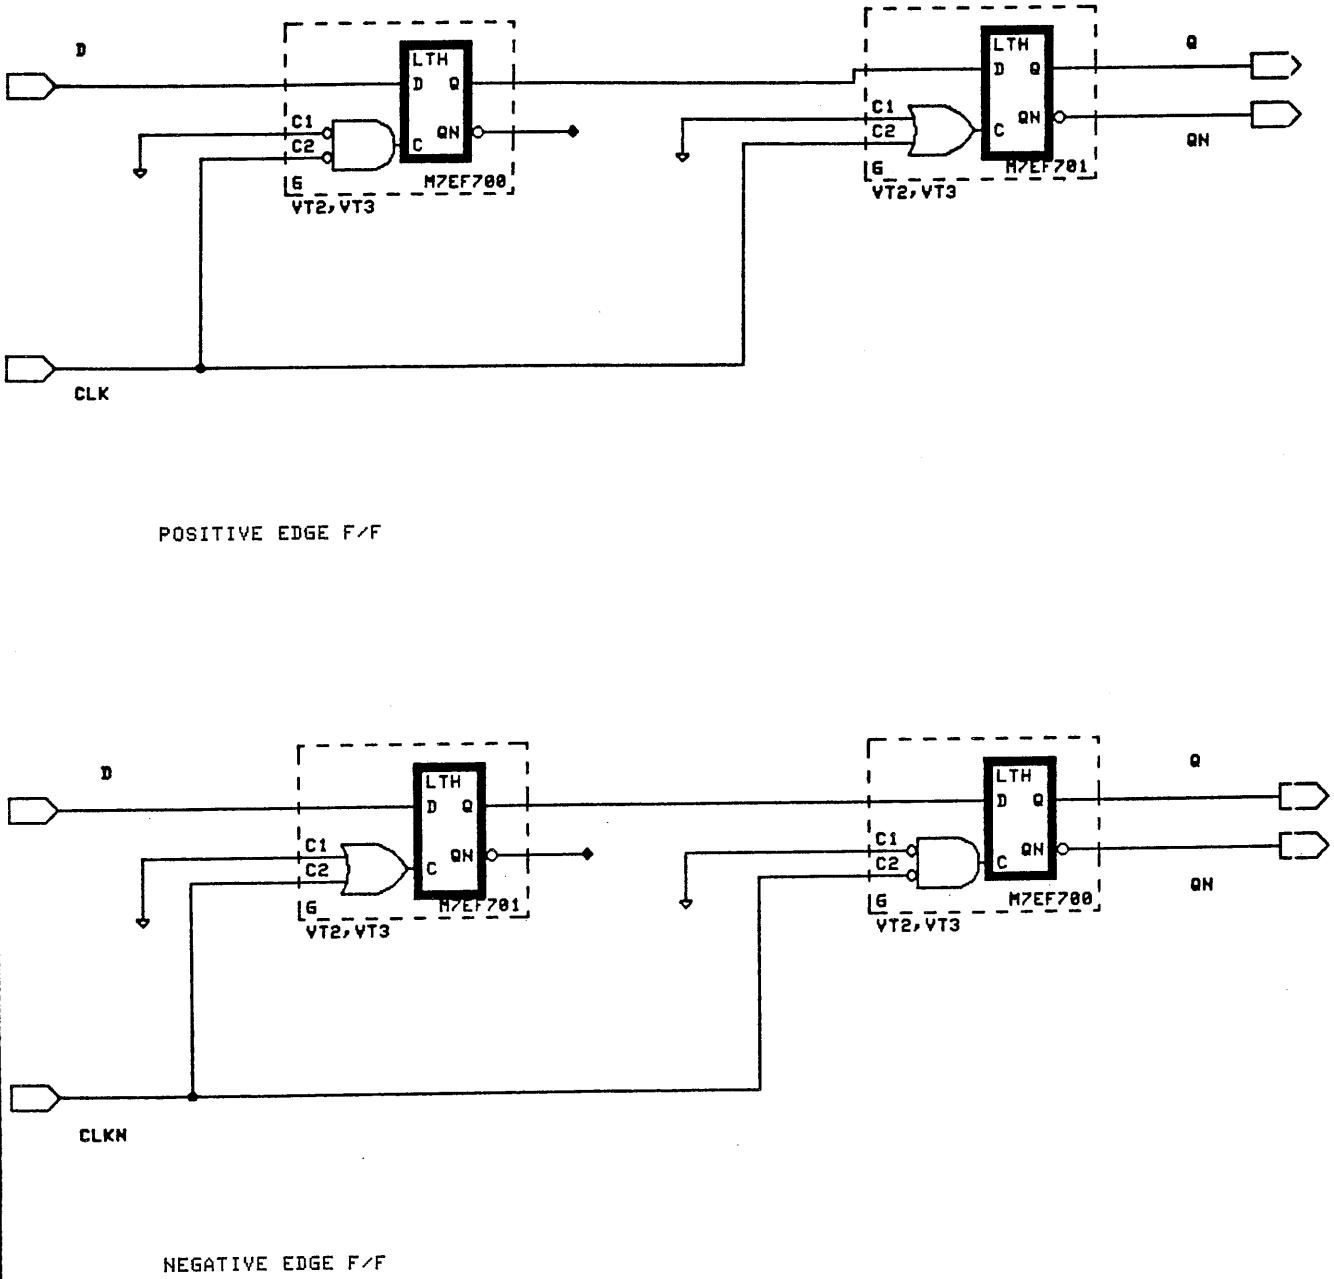 D
LTH
D Q
C1
C2
QN
C
G
M7EF700
VT2,VT3
LTH
D Q
C1
C2
QN
C
G
M7EF701
VT2,VT3
Q
QN
CLK
POSITIVE EDGE F/F
D
LTH
D Q
C1
C2
QN
C
G
M7EF701
VT2,VT3
LTH
D Q
C1
C2
QN
C
G
M7EF700
VT2,VT3
Q
QN
CLKN
NEGATIVE EDGE F/F